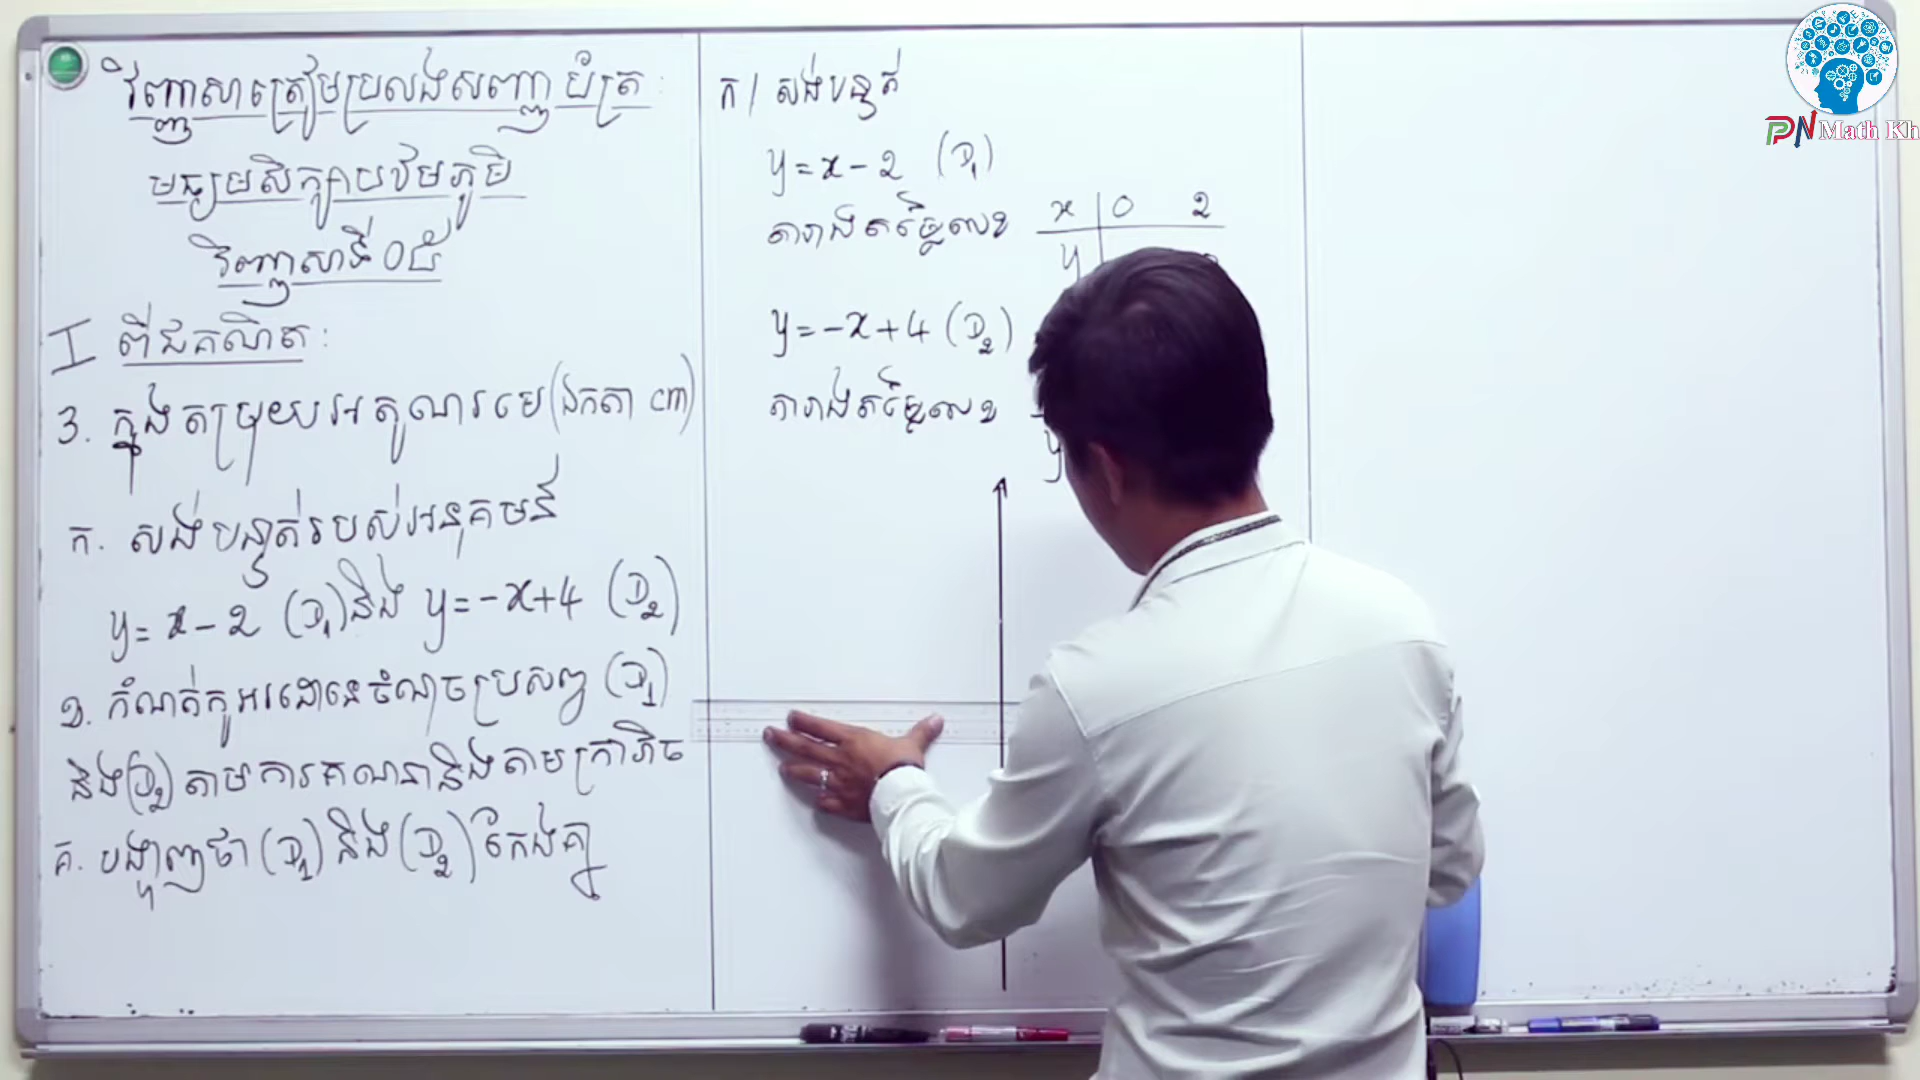 វិញ្ញាសាត្រៀមប្រលងសញ្ញាប័ត្រ
មធ្យមសិក្សាបឋមភូមិ
វិញ្ញាសាទី០៥
I ពីជគណិត:
3. ក្នុងតម្រុយអរតូណរមេ(ឯកតា cm)
ក. សង់បន្ទាត់របស់អនុគមន៍
y = x - 2 (D₁) និង y = -x + 4 (D₂)
ខ. កំណត់កូអរដោនេចំណុចប្រសព្វ (D₁)
និង(D₂) តាមការគណនានិងតាមក្រាភិច
គ. បង្ហាញថា (D₁) និង (D₂) កែងគ្នា
ក/ សង់បន្ទាត់
y = x - 2 (D₁)
តារាងតម្លៃលេខ x 0 2
y
y = -x + 4 (D₂)
តារាងតម្លៃលេខ
y
PN Math Kh